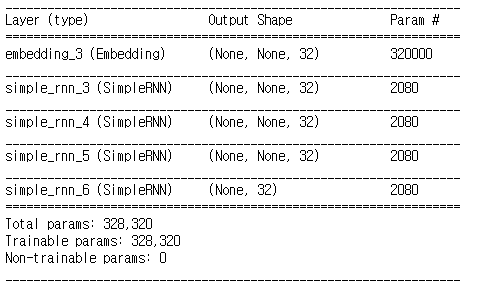 Layer (type)                 Output Shape              Param #
=================================================================
embedding_3 (Embedding)      (None, None, 32)          320000
_________________________________________________________________
simple_rnn_3 (SimpleRNN)     (None, None, 32)          2080
_________________________________________________________________
simple_rnn_4 (SimpleRNN)     (None, None, 32)          2080
_________________________________________________________________
simple_rnn_5 (SimpleRNN)     (None, None, 32)          2080
_________________________________________________________________
simple_rnn_6 (SimpleRNN)     (None, 32)                2080
=================================================================
Total params: 328,320
Trainable params: 328,320
Non-trainable params: 0
_________________________________________________________________